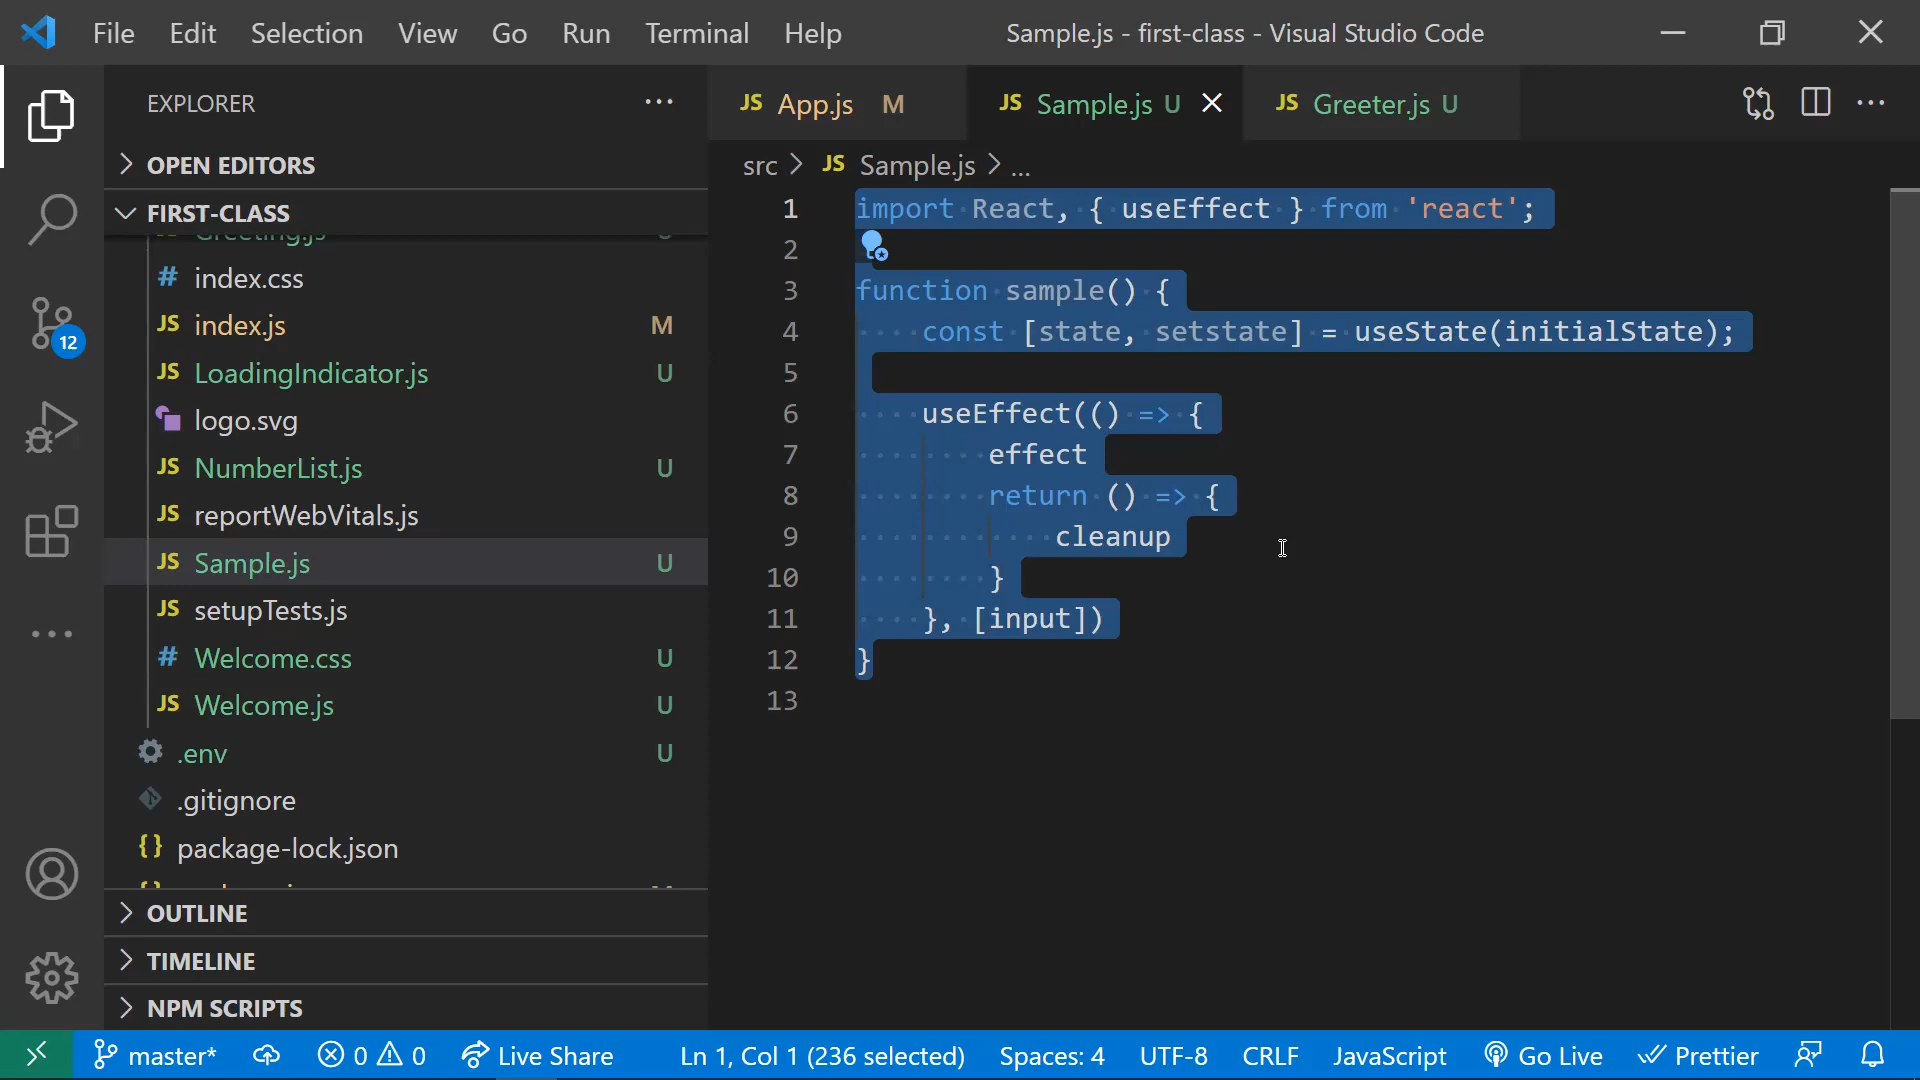 File Edit Selection View Go Run Terminal Help Sample.js - first-class - Visual Studio Code
EXPLORER
JS App.js M
JS Sample.js U
JS Greeter.js U
OPEN EDITORS
src > JS Sample.js > ...
FIRST-CLASS
Greeting.js
# index.css
JS index.js M
12
JS LoadingIndicator.js U
logo.svg
JS NumberList.js U
JS reportWebVitals.js
JS Sample.js U
JS setupTests.js
# Welcome.css U
JS Welcome.js U
.env U
.gitignore
{} package-lock.json
OUTLINE
TIMELINE
NPM SCRIPTS
1 import React, { useEffect } from 'react';
2
3 function sample() {
4 const [state, setstate] = useState(initialState);
5
6 useEffect(() => {
7 effect
8 return () => {
9 cleanup
10 }
11 }, [input])
12 }
13
master* 0 0 Live Share Ln 1, Col 1 (236 selected) Spaces: 4 UTF-8 CRLF JavaScript Go Live Prettier